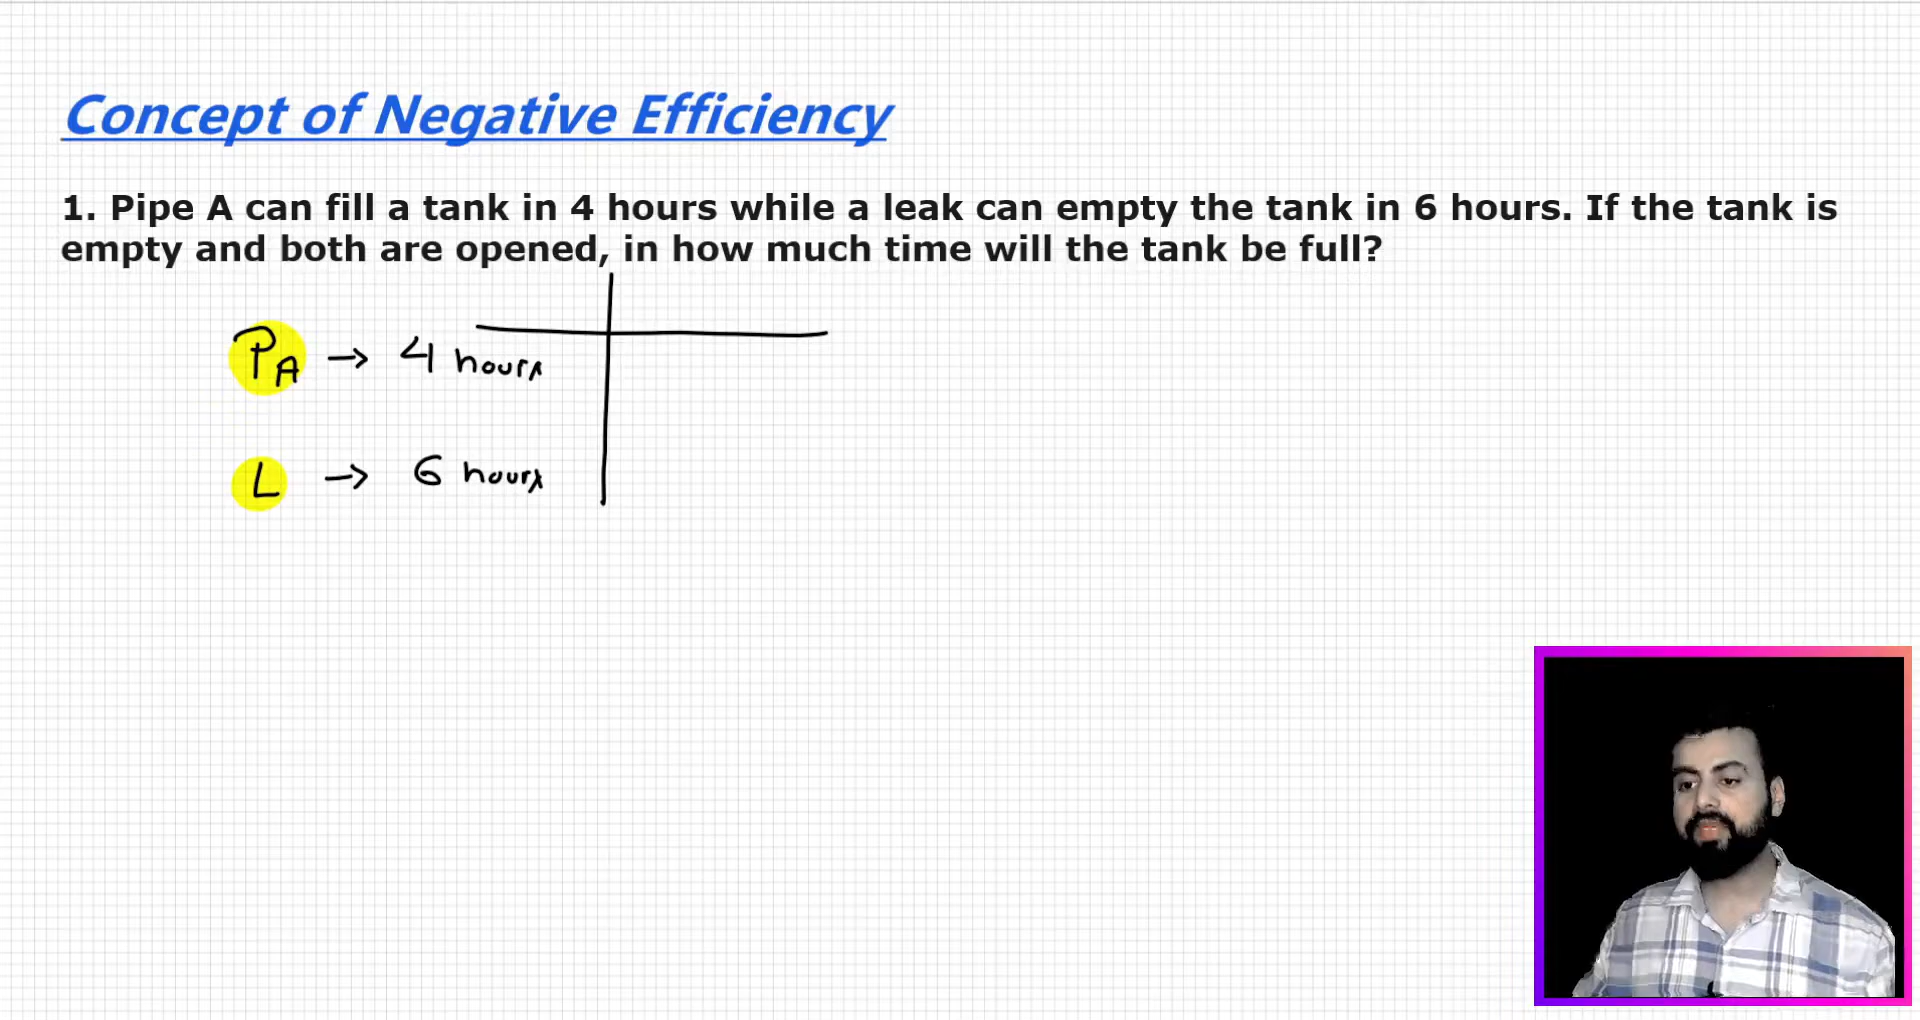 Concept of Negative Efficiency
1. Pipe A can fill a tank in 4 hours while a leak can empty the tank in 6 hours. If the tank is
empty and both are opened, in how much time will the tank be full?
PA → 4 hours
L → 6 hours